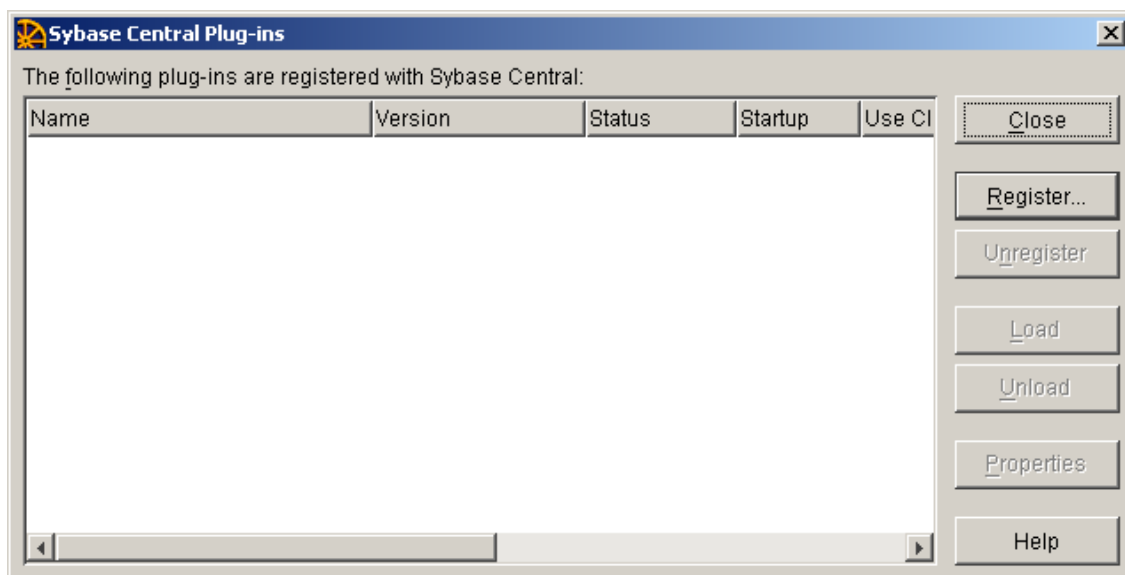 Sybase Central Plug-ins
The following plug-ins are registered with Sybase Central:
Name Version Status Startup Use Cl
Close
Register...
Unregister
Load
Unload
Properties
Help